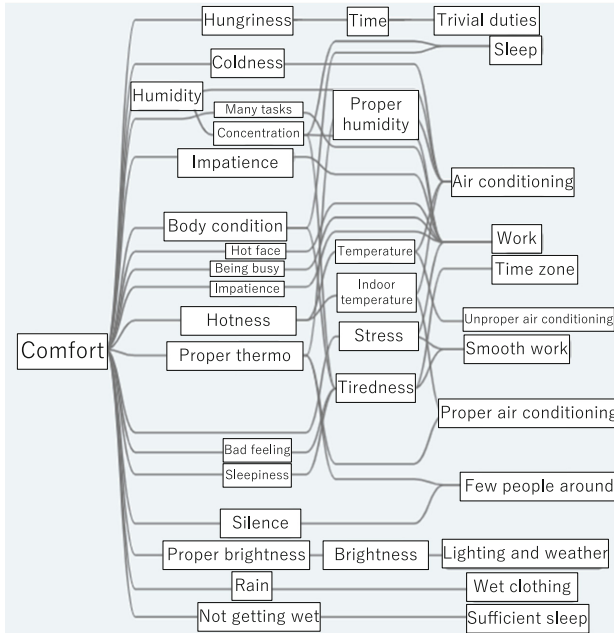 Hungriness
Time
Trivial duties
Sleep
Coldness
Humidity
Many tasks
Proper
humidity
Concentration
Impatience
Air conditioning
Body condition
Work
Hot face
Temperature
Being busy
Time zone
Impatience
Indoor
temperature
Hotness
Unproper air conditioning
Stress
Smooth work
Comfort
Proper thermo
Tiredness
Proper air conditioning
Bad feeling
Sleepiness
Few people around
Silence
Proper brightness
Brightness
Lighting and weather
Rain
Wet clothing
Not getting wet
Sufficient sleep